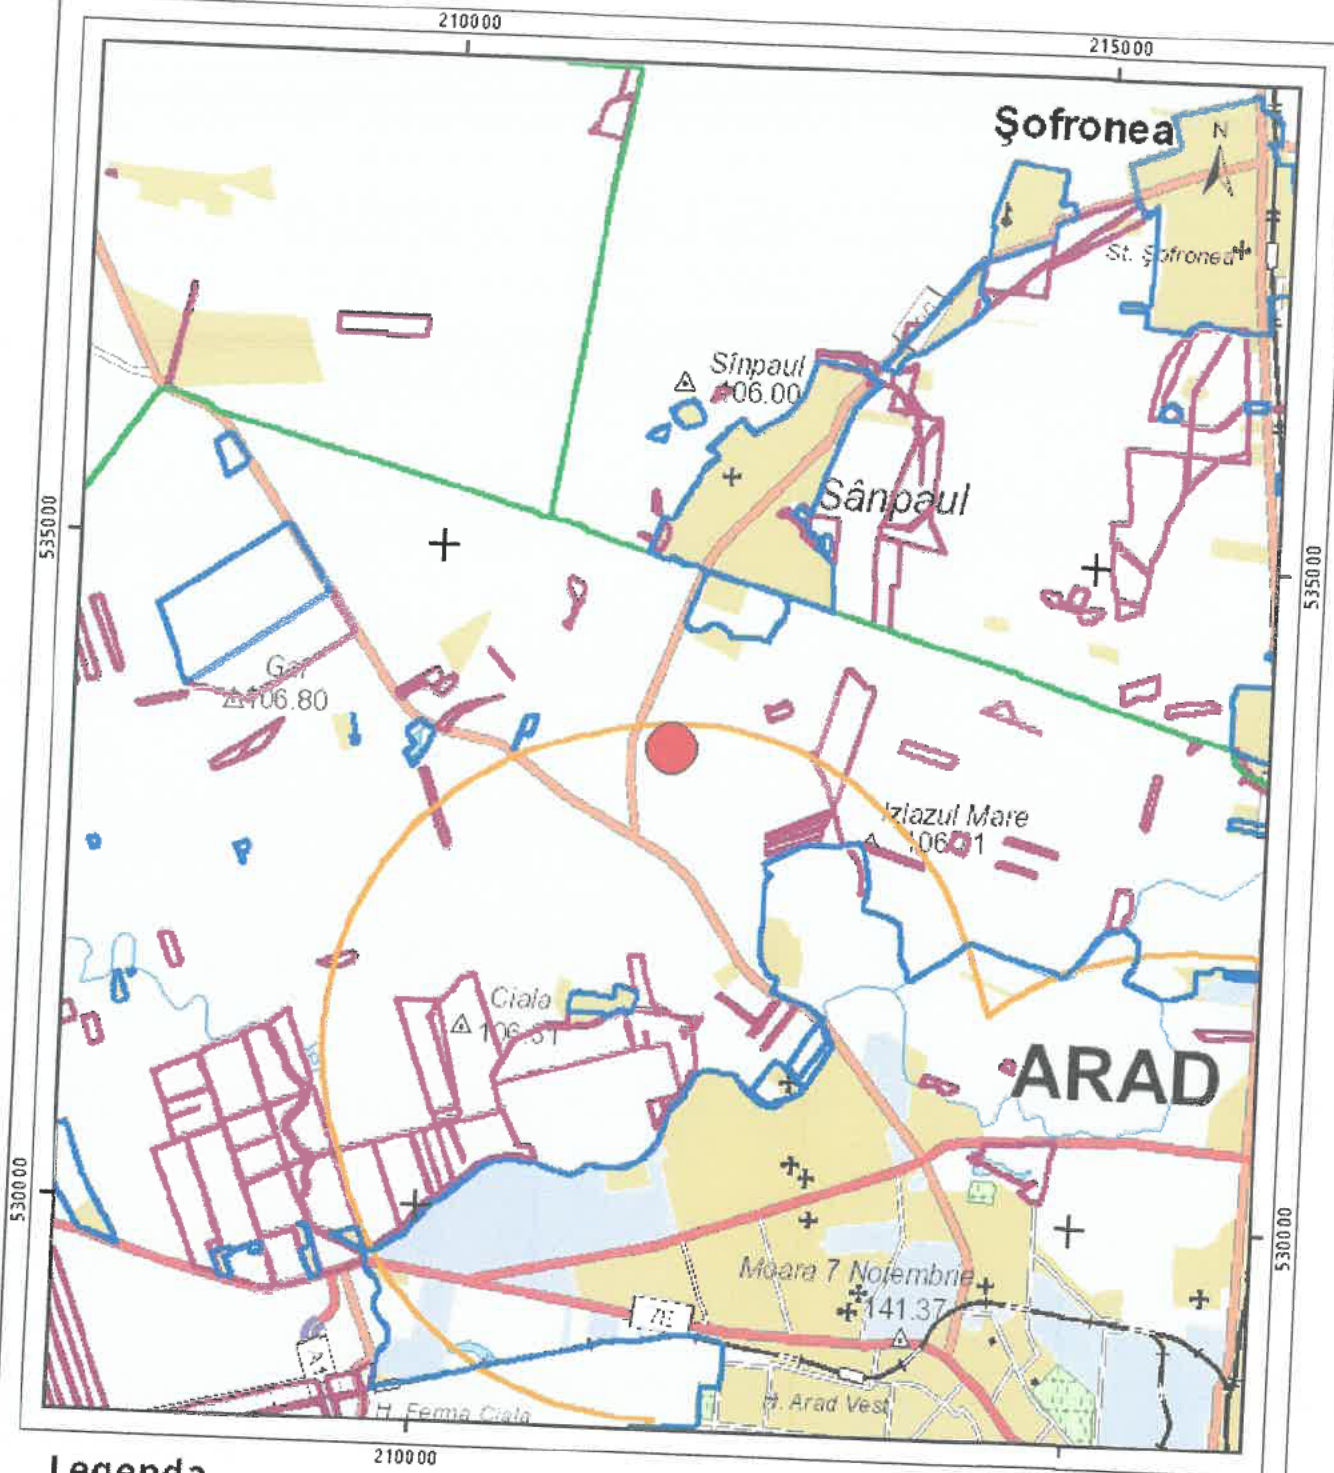 210000
215000
Şofronea
N
St. Şofronea
Sînpaul
106.00
Sânpaul
535000
535000
106.80
Izlazul Mare
Ciala
ARAD
530000
530000
Moara 7 Noiembrie
141.37
A1
H. Ferma Ciala
H. Arad Vest
210000
Legenda